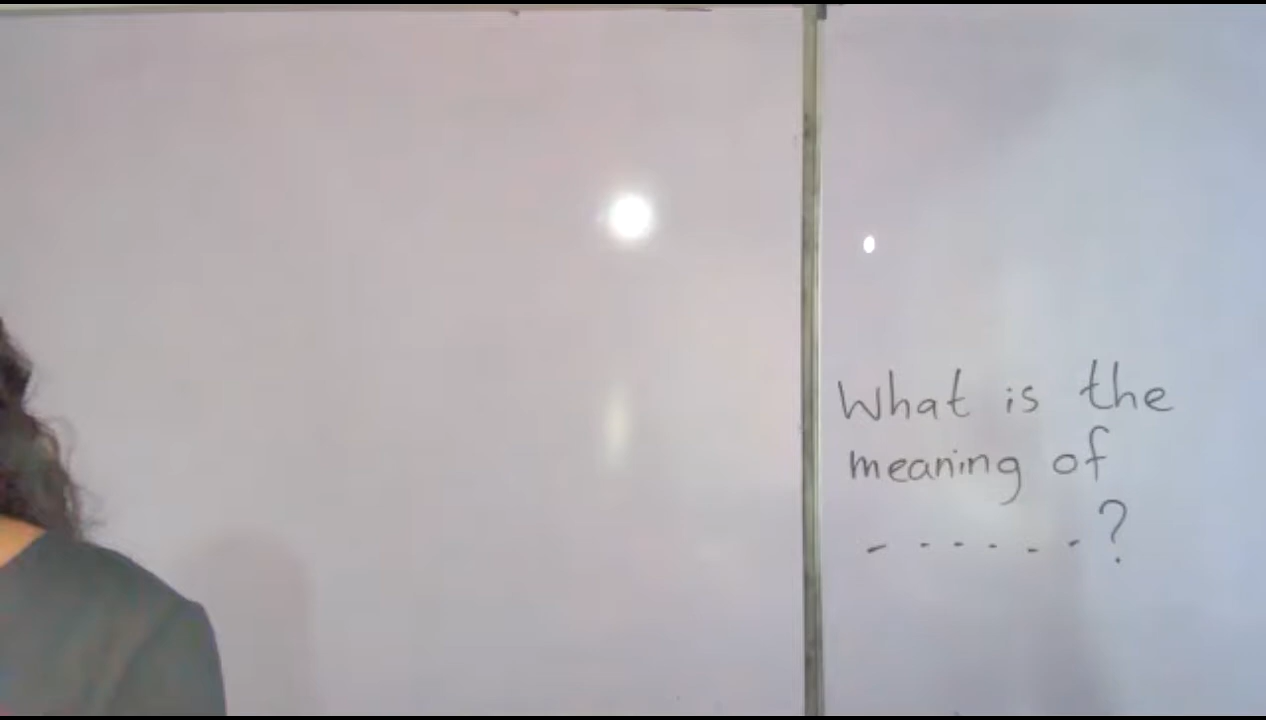 What is the
meaning of
------?